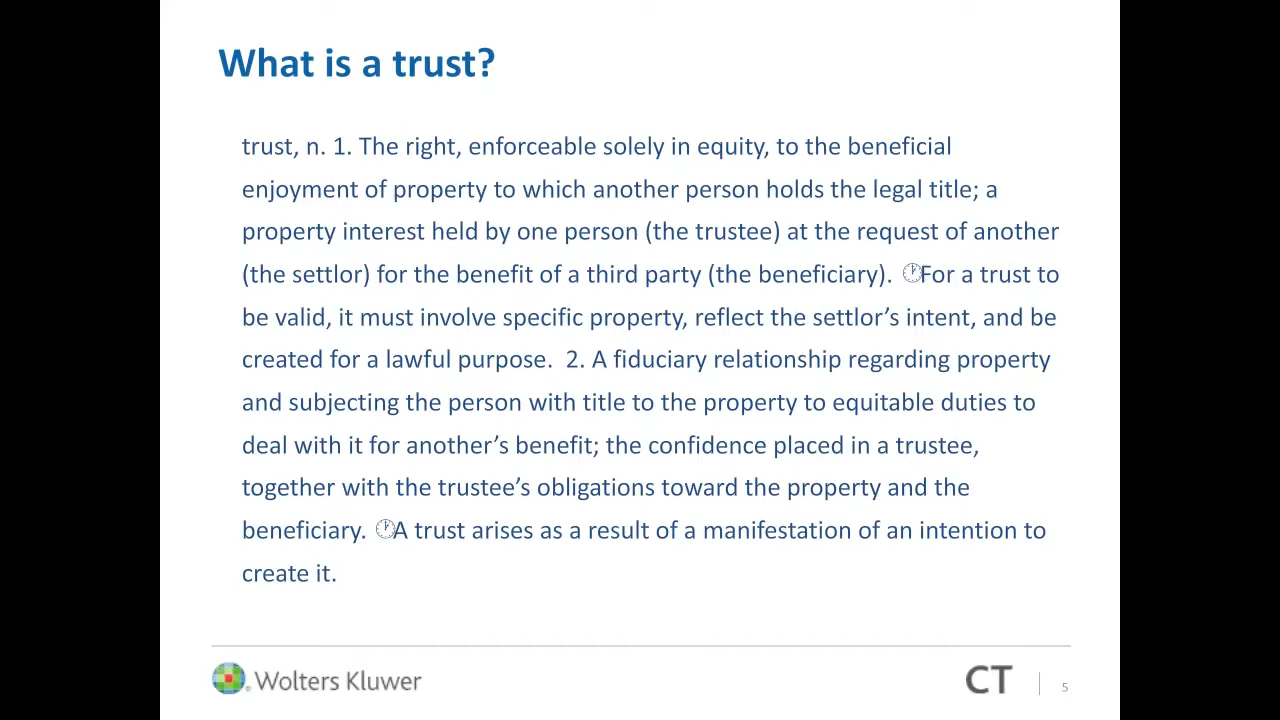 What is a trust?
trust, n. 1. The right, enforceable solely in equity, to the beneficial
enjoyment of property to which another person holds the legal title; a
property interest held by one person (the trustee) at the request of another
(the settlor) for the benefit of a third party (the beneficiary). 🕐For a trust to
be valid, it must involve specific property, reflect the settlor’s intent, and be
created for a lawful purpose.  2. A fiduciary relationship regarding property
and subjecting the person with title to the property to equitable duties to
deal with it for another’s benefit; the confidence placed in a trustee,
together with the trustee’s obligations toward the property and the
beneficiary. 🕐A trust arises as a result of a manifestation of an intention to
create it.
Wolters Kluwer
CT
5